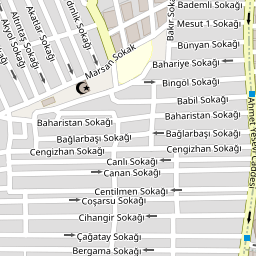 Bademli Sokağı
Mesut 1 Sokağı
Bünyan Sokağı
Bahariye Sokağı
Bingöl Sokağı
Babil Sokağı
Baharistan Sokağı
Baharistan Sokağı
Bağlarbaşı Sokağı
Bağlarbaşı Sokağı
Cengizhan Sokağı
Cengizhan Sokağı
Canlı Sokağı
Canan Sokağı
Centilmen Sokağı
Coşarsu Sokağı
Cihangir Sokağı
Çağatay Sokağı
Bergama Sokağı
Marsan Sokak
Akyol Sokağı
Altıntaş Sokağı
Akatlar Sokağı
Sokağı
Bakır Sokağı
Ahmet Yesevi Caddesi